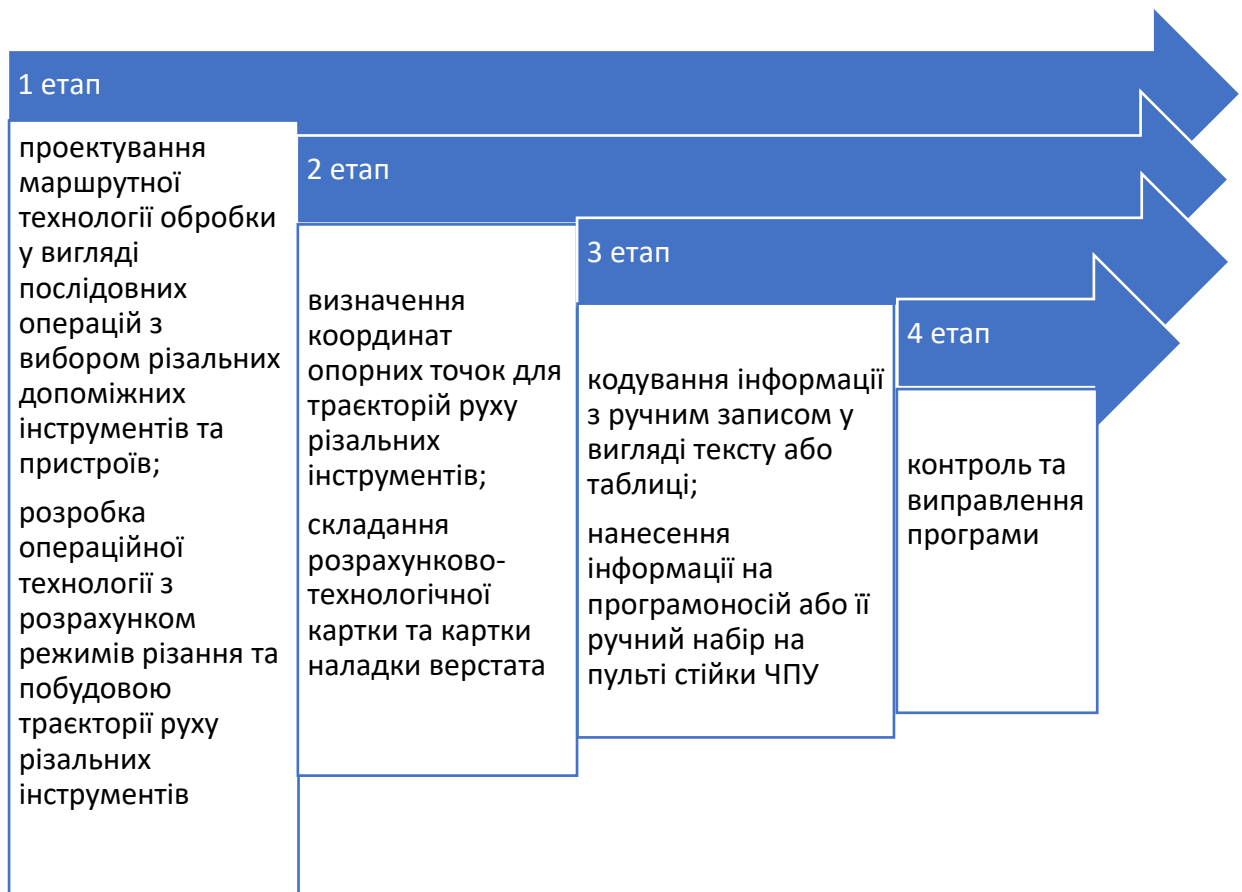 1 етап
проектування
маршрутної
технології обробки
у вигляді
послідовних
операцій з
вибором різальних
допоміжних
інструментів та
пристроїв;
розробка
операційної
технології з
розрахунком
режимів різання та
побудовою
траєкторії руху
різальних
інструментів
2 етап
визначення
координат
опорних точок для
траєкторій руху
різальних
інструментів;
складання
розрахунково-
технологічної
картки та картки
наладки верстата
3 етап
кодування інформації
з ручним записом у
вигляді тексту або
таблиці;
нанесення
інформації на
програмоносій або її
ручний набір на
пульті стійки ЧПУ
4 етап
контроль та
виправлення
програми